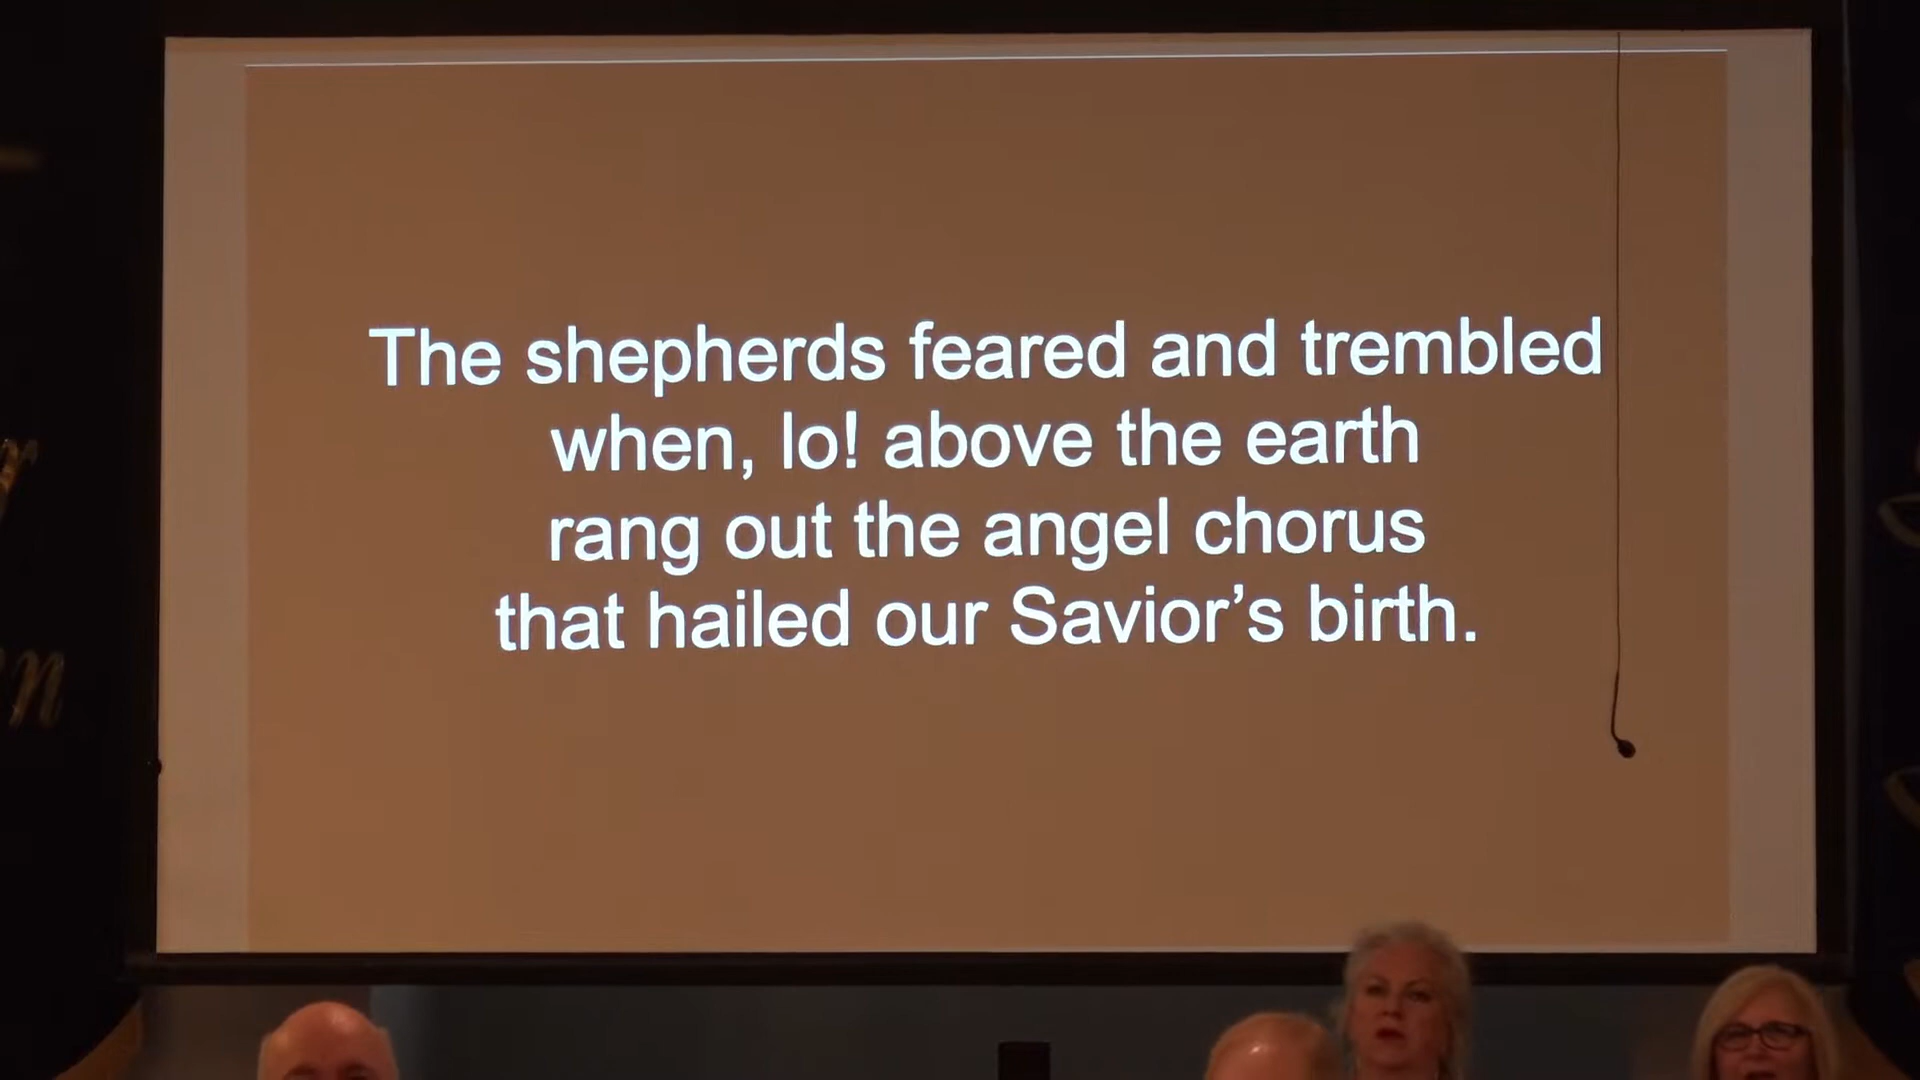 The shepherds feared and trembled
when, lo! above the earth
rang out the angel chorus
that hailed our Savior’s birth.